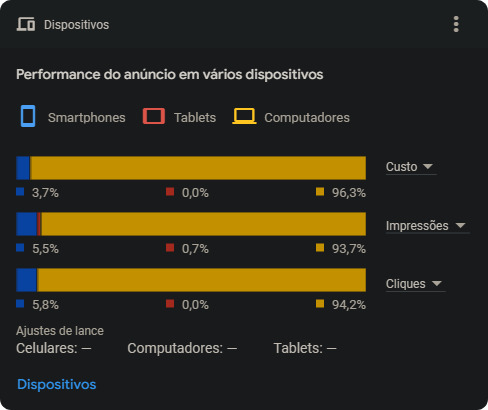 Dispositivos
Performance do anúncio em vários dispositivos
Smartphones Tablets Computadores
Custo
3,7% 0,0% 96,3%
Impressões
5,5% 0,7% 93,7%
Cliques
5,8% 0,0% 94,2%
Ajustes de lance
Celulares: — Computadores: — Tablets: —
Dispositivos